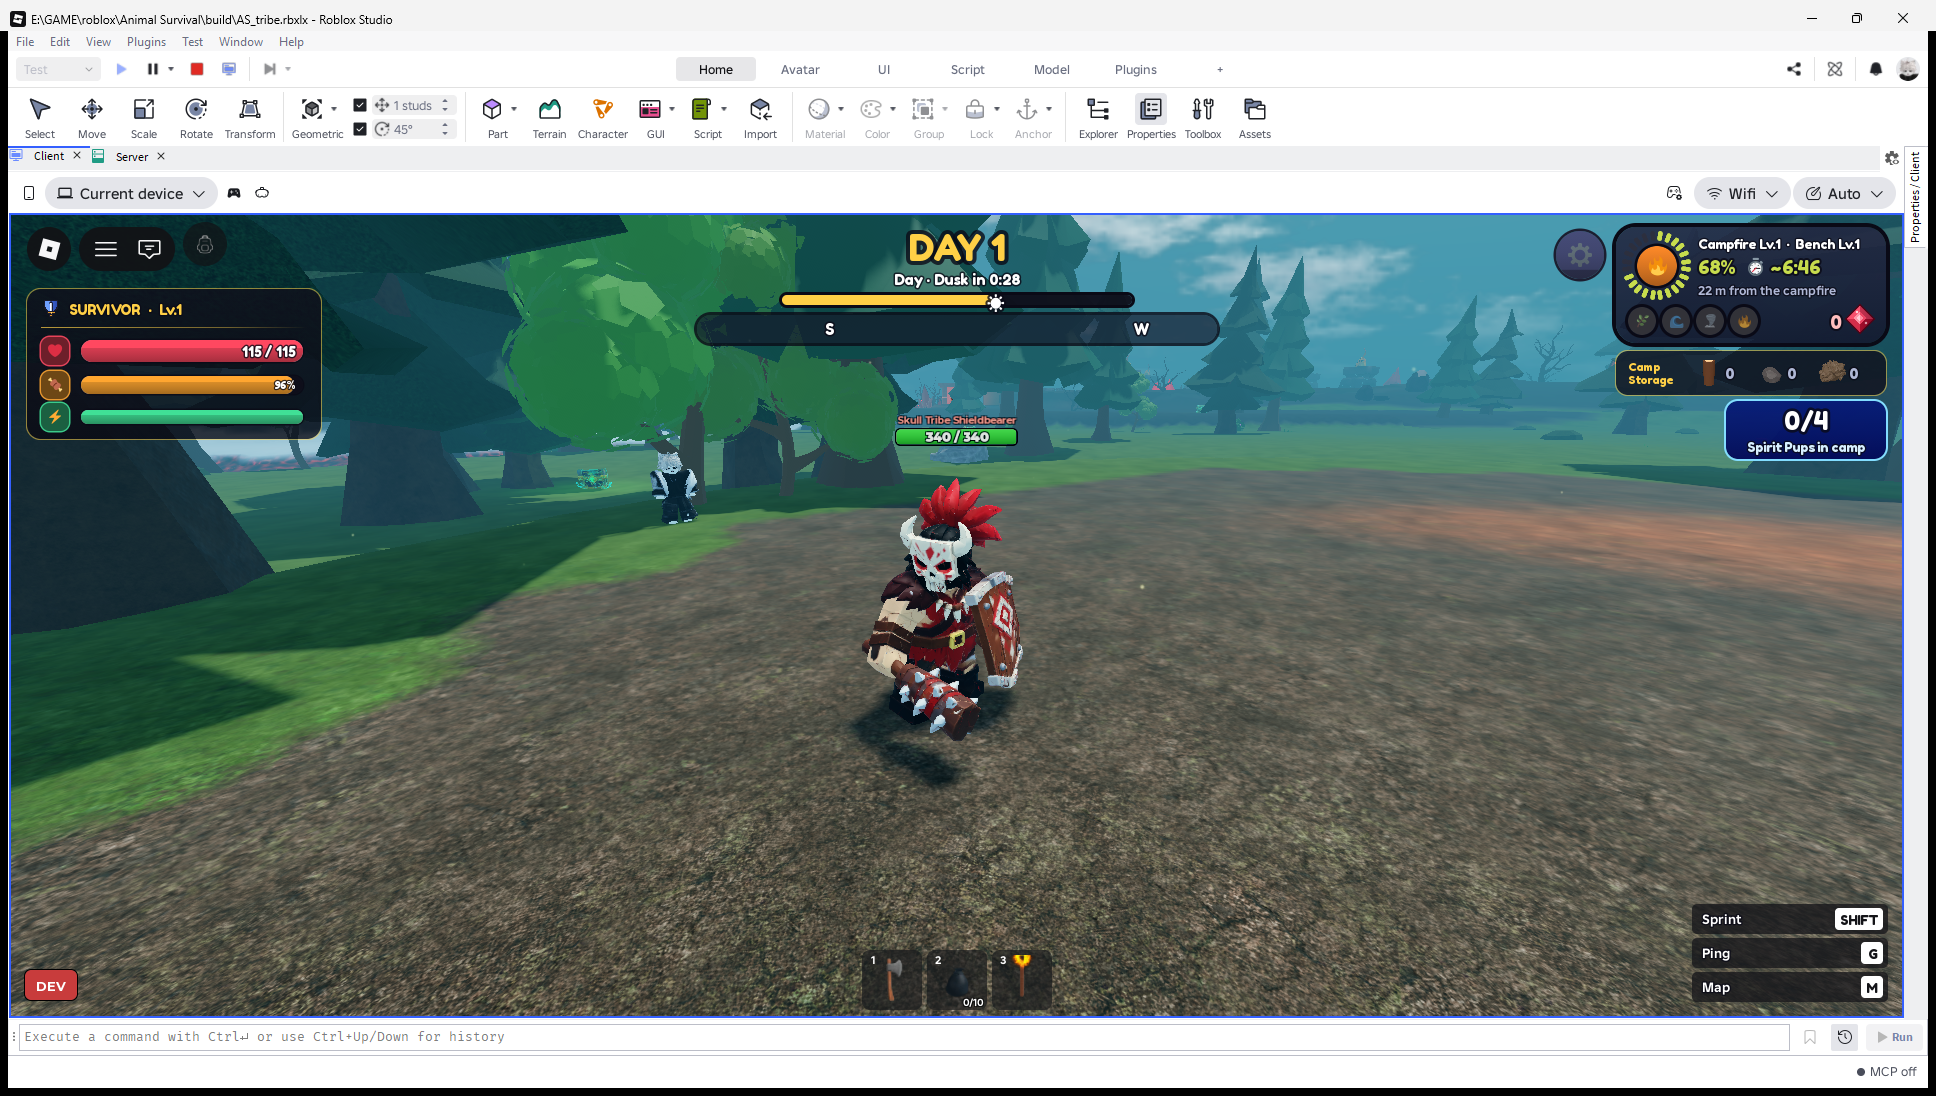 E:\GAME\roblox\Animal Survival\build\AS_tribe.rbxlx - Roblox Studio
File Edit View Plugins Test Window Help
Test
Home Avatar UI Script Model Plugins +
1 studs
45°
Select Move Scale Rotate Transform Geometric Part Terrain Character GUI Script Import Material Color Group Lock Anchor Explorer Properties Toolbox Assets
Client Server
Properties / Client
Current device
Wifi Auto
DAY 1
Day · Dusk in 0:28
S W
SURVIVOR · Lv.1
115 / 115
96%
Campfire Lv.1 · Bench Lv.1
68% ~6:46
22 m from the campfire
0
Camp
Storage
0 0 0
0/4
Spirit Pups in camp
Skull Tribe Shieldbearer
340 / 340
Sprint SHIFT
Ping G
Map M
DEV
1 2 3
0/10
Execute a command with Ctrl↵ or use Ctrl+Up/Down for history
Run
MCP off